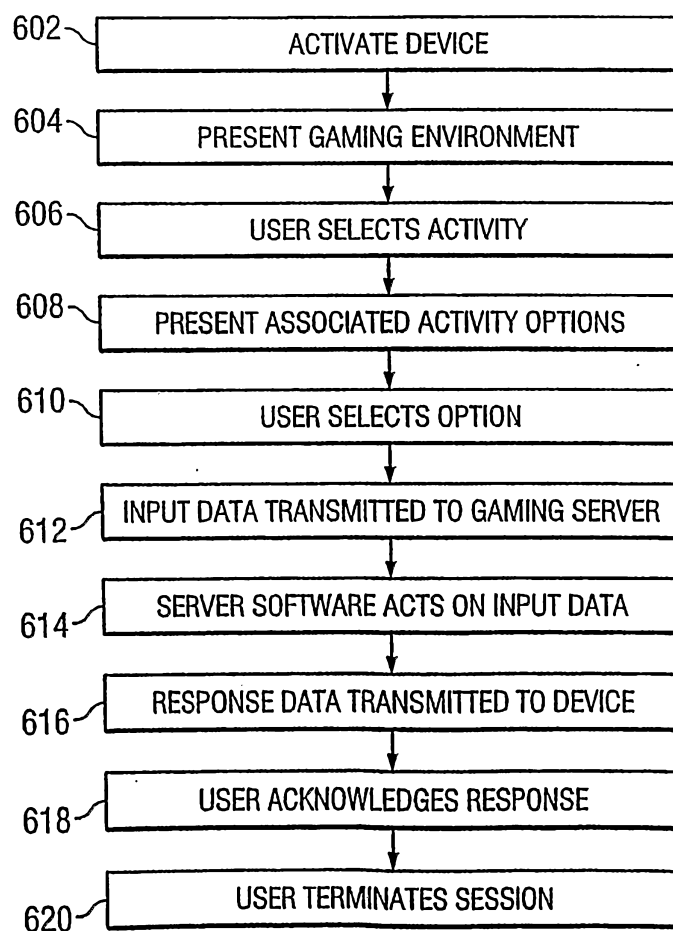 602 ACTIVATE DEVICE
604 PRESENT GAMING ENVIRONMENT
606 USER SELECTS ACTIVITY
608 PRESENT ASSOCIATED ACTIVITY OPTIONS
610 USER SELECTS OPTION
612 INPUT DATA TRANSMITTED TO GAMING SERVER
614 SERVER SOFTWARE ACTS ON INPUT DATA
616 RESPONSE DATA TRANSMITTED TO DEVICE
618 USER ACKNOWLEDGES RESPONSE
620 USER TERMINATES SESSION